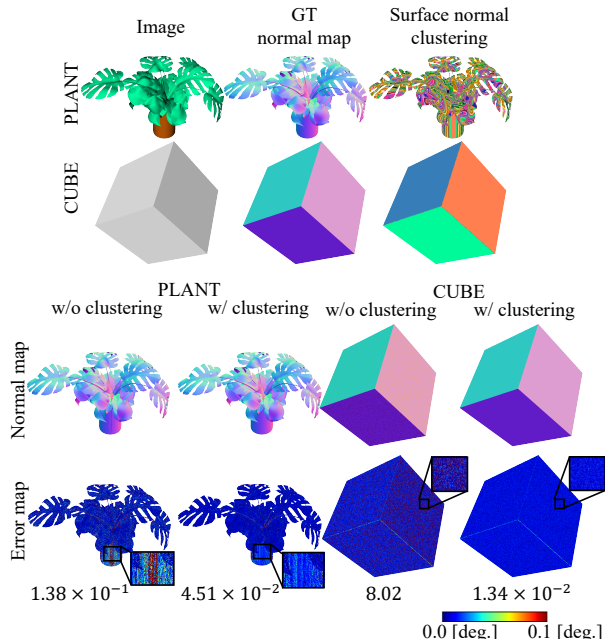 Image
GT
normal map
Surface normal
clustering
PLANT
CUBE
PLANT
CUBE
w/o clustering
w/ clustering
w/o clustering
w/ clustering
Normal map
Error map
1.38 × 10⁻¹
4.51 × 10⁻²
8.02
1.34 × 10⁻²
0.0 [deg.]
0.1 [deg.]